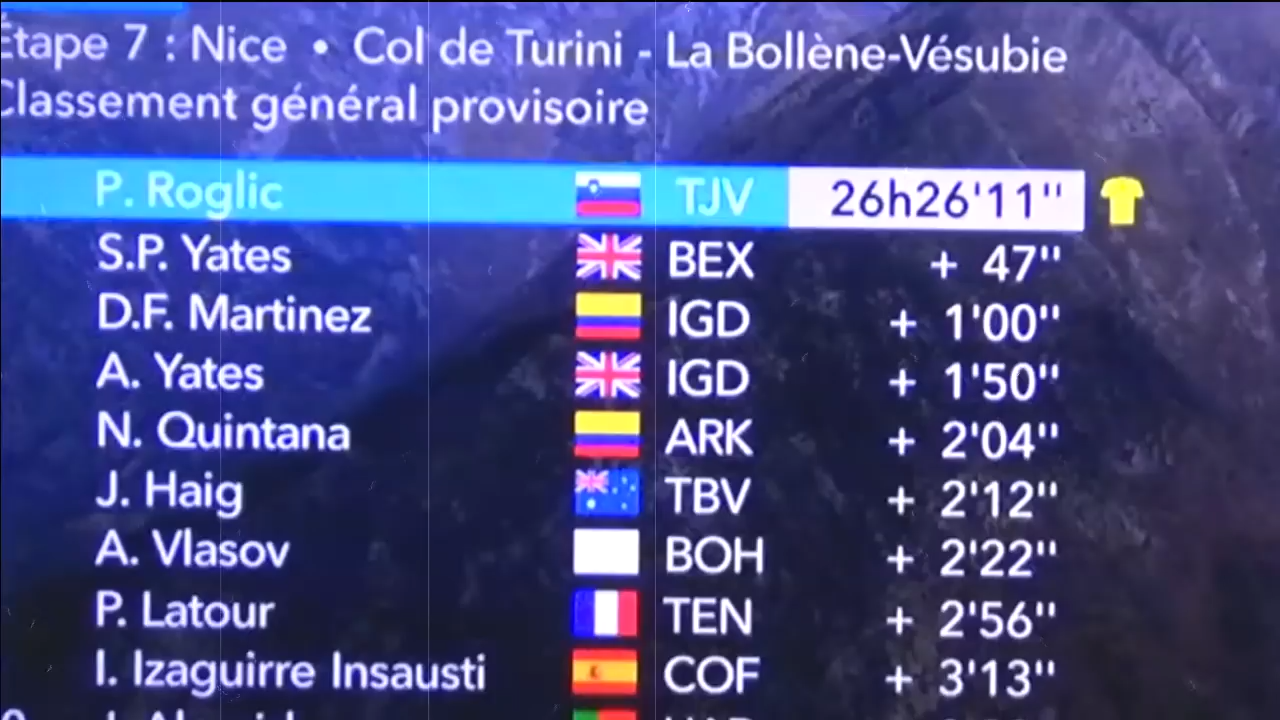 Étape 7 : Nice • Col de Turini - La Bollène-Vésubie
Classement général provisoire
P. Roglic TJV 26h26'11"
S.P. Yates BEX + 47"
D.F. Martinez IGD + 1'00"
A. Yates IGD + 1'50"
N. Quintana ARK + 2'04"
J. Haig TBV + 2'12"
A. Vlasov BOH + 2'22"
P. Latour TEN + 2'56"
I. Izaguirre Insausti COF + 3'13"